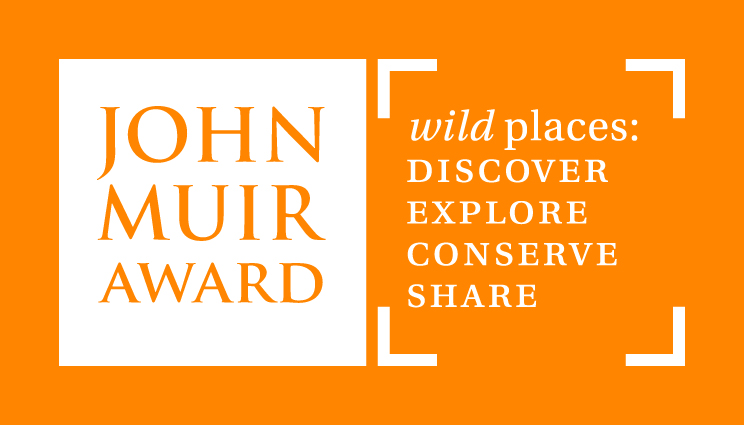 JOHN
MUIR
AWARD
wild places:
DISCOVER
EXPLORE
CONSERVE
SHARE